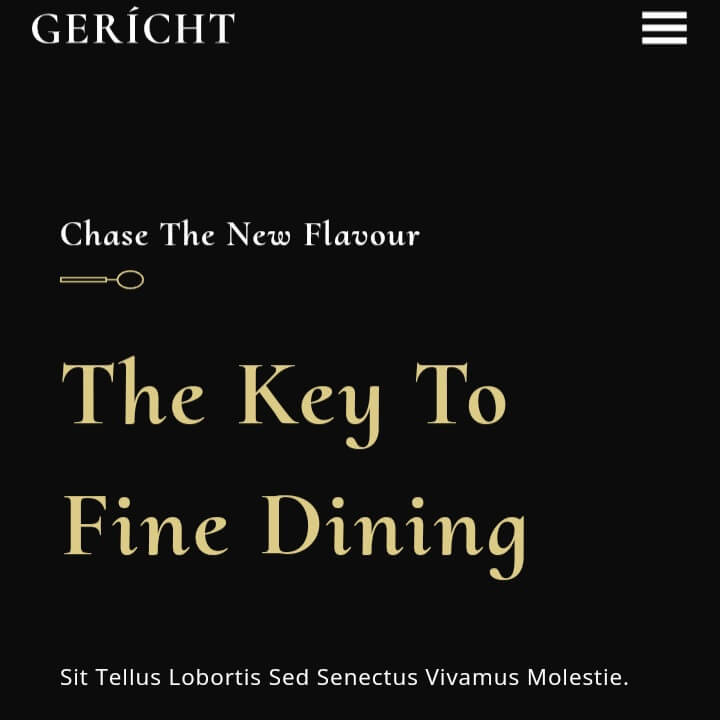 GERÍCHT
Chase The New Flavour
The Key To
Fine Dining
Sit Tellus Lobortis Sed Senectus Vivamus Molestie.